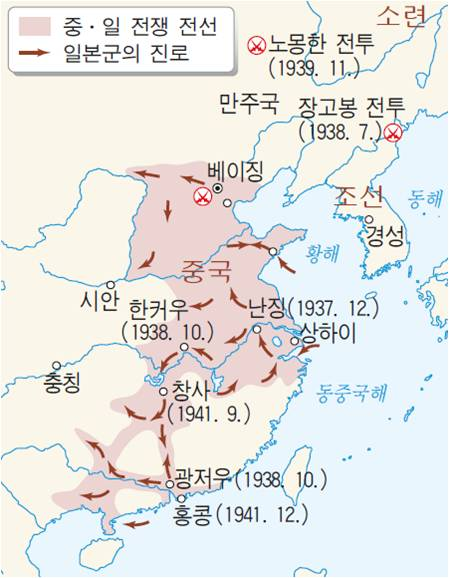 중·일 전쟁 전선
일본군의 진로
소련
노몽한 전투
(1939. 11.)
만주국
장고봉 전투
(1938. 7.)
베이징
조선
동해
경성
황해
중국
시안
한커우
(1938. 10.)
난징(1937. 12.)
상하이
충칭
창사
(1941. 9.)
동중국해
광저우(1938. 10.)
홍콩(1941. 12.)